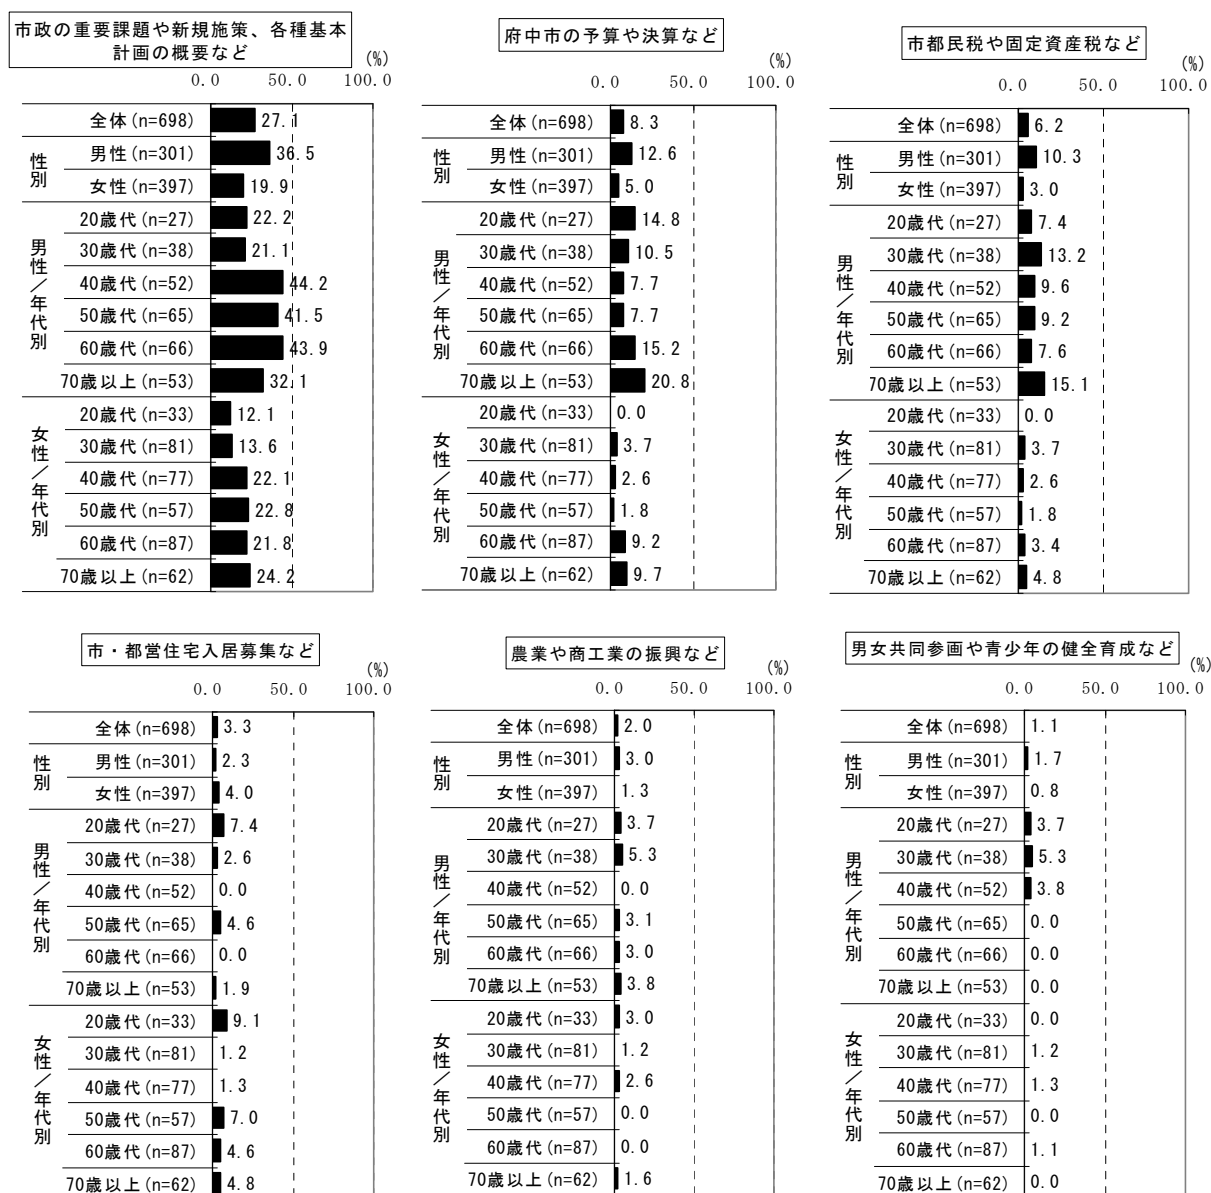 市政の重要課題や新規施策、各種基本
計画の概要など
(%)
0.0 50.0 100.0
全体(n=698) 27.1
性別
男性(n=301) 36.5
女性(n=397) 19.9
男性／年代別
20歳代(n=27) 22.2
30歳代(n=38) 21.1
40歳代(n=52) 44.2
50歳代(n=65) 41.5
60歳代(n=66) 43.9
70歳以上(n=53) 32.1
女性／年代別
20歳代(n=33) 12.1
30歳代(n=81) 13.6
40歳代(n=77) 22.1
50歳代(n=57) 22.8
60歳代(n=87) 21.8
70歳以上(n=62) 24.2
府中市の予算や決算など
(%)
0.0 50.0 100.0
全体(n=698) 8.3
性別
男性(n=301) 12.6
女性(n=397) 5.0
男性／年代別
20歳代(n=27) 14.8
30歳代(n=38) 10.5
40歳代(n=52) 7.7
50歳代(n=65) 7.7
60歳代(n=66) 15.2
70歳以上(n=53) 20.8
女性／年代別
20歳代(n=33) 0.0
30歳代(n=81) 3.7
40歳代(n=77) 2.6
50歳代(n=57) 1.8
60歳代(n=87) 9.2
70歳以上(n=62) 9.7
市都民税や固定資産税など
(%)
0.0 50.0 100.0
全体(n=698) 6.2
性別
男性(n=301) 10.3
女性(n=397) 3.0
男性／年代別
20歳代(n=27) 7.4
30歳代(n=38) 13.2
40歳代(n=52) 9.6
50歳代(n=65) 9.2
60歳代(n=66) 7.6
70歳以上(n=53) 15.1
女性／年代別
20歳代(n=33) 0.0
30歳代(n=81) 3.7
40歳代(n=77) 2.6
50歳代(n=57) 1.8
60歳代(n=87) 3.4
70歳以上(n=62) 4.8
市・都営住宅入居募集など
(%)
0.0 50.0 100.0
全体(n=698) 3.3
性別
男性(n=301) 2.3
女性(n=397) 4.0
男性／年代別
20歳代(n=27) 7.4
30歳代(n=38) 2.6
40歳代(n=52) 0.0
50歳代(n=65) 4.6
60歳代(n=66) 0.0
70歳以上(n=53) 1.9
女性／年代別
20歳代(n=33) 9.1
30歳代(n=81) 1.2
40歳代(n=77) 1.3
50歳代(n=57) 7.0
60歳代(n=87) 4.6
70歳以上(n=62) 4.8
農業や商工業の振興など
(%)
0.0 50.0 100.0
全体(n=698) 2.0
性別
男性(n=301) 3.0
女性(n=397) 1.3
男性／年代別
20歳代(n=27) 3.7
30歳代(n=38) 5.3
40歳代(n=52) 0.0
50歳代(n=65) 3.1
60歳代(n=66) 3.0
70歳以上(n=53) 3.8
女性／年代別
20歳代(n=33) 3.0
30歳代(n=81) 1.2
40歳代(n=77) 2.6
50歳代(n=57) 0.0
60歳代(n=87) 0.0
70歳以上(n=62) 1.6
男女共同参画や青少年の健全育成など
(%)
0.0 50.0 100.0
全体(n=698) 1.1
性別
男性(n=301) 1.7
女性(n=397) 0.8
男性／年代別
20歳代(n=27) 3.7
30歳代(n=38) 5.3
40歳代(n=52) 3.8
50歳代(n=65) 0.0
60歳代(n=66) 0.0
70歳以上(n=53) 0.0
女性／年代別
20歳代(n=33) 0.0
30歳代(n=81) 1.2
40歳代(n=77) 1.3
50歳代(n=57) 0.0
60歳代(n=87) 1.1
70歳以上(n=62) 0.0